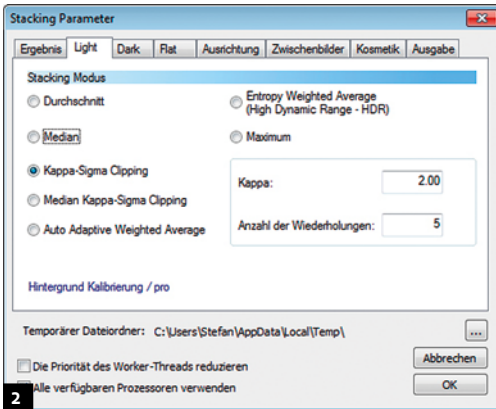 Stacking Parameter
Ergebnis Light Dark Flat Ausrichtung Zwischenbilder Kosmetik Ausgabe
Stacking Modus
Durchschnitt
Entropy Weighted Average
(High Dynamic Range - HDR)
Median
Maximum
Kappa-Sigma Clipping
Kappa: 2.00
Median Kappa-Sigma Clipping
Anzahl der Wiederholungen: 5
Auto Adaptive Weighted Average
Hintergrund Kalibrierung / pro
Temporärer Dateiordner: C:\Users\Stefan\AppData\Local\Temp\ ...
Die Priorität des Worker-Threads reduzieren
Abbrechen
Alle verfügbaren Prozessoren verwenden
OK
2